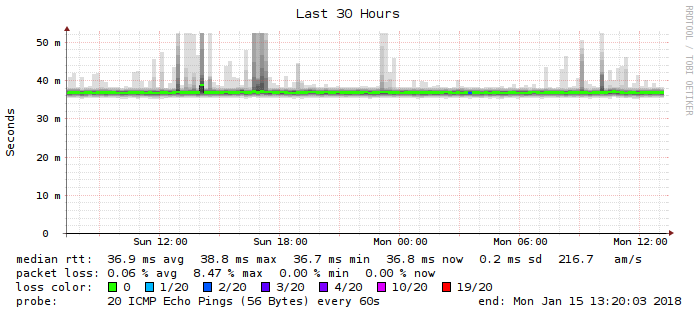 Last 30 Hours
RRDTOOL / TOBI OETIKER
Seconds
50 m
40 m
30 m
20 m
10 m
0
Sun 12:00 Sun 18:00 Mon 00:00 Mon 06:00 Mon 12:00
median rtt: 36.9 ms avg 38.8 ms max 36.7 ms min 36.8 ms now 0.2 ms sd 216.7 am/s
packet loss: 0.06 % avg 8.47 % max 0.00 % min 0.00 % now
loss color: 0 1/20 2/20 3/20 4/20 10/20 19/20
probe: 20 ICMP Echo Pings (56 Bytes) every 60s end: Mon Jan 15 13:20:03 2018